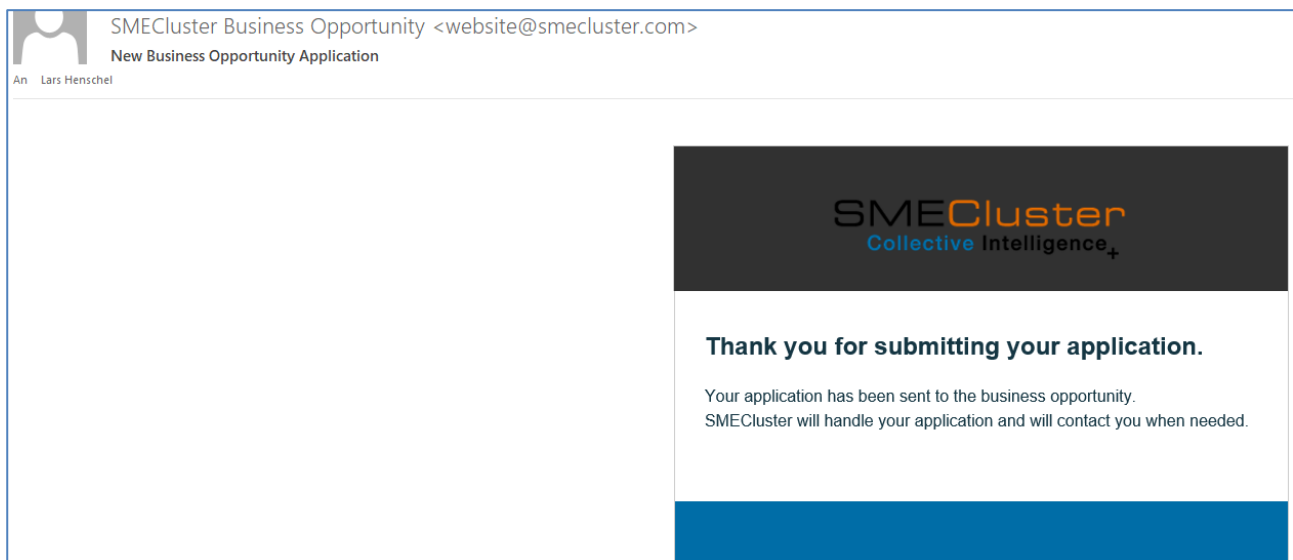 SMECluster Business Opportunity <website@smecluster.com>
New Business Opportunity Application
An Lars Henschel
SMECluster
Collective Intelligence+
Thank you for submitting your application.
Your application has been sent to the business opportunity.
SMECluster will handle your application and will contact you when needed.